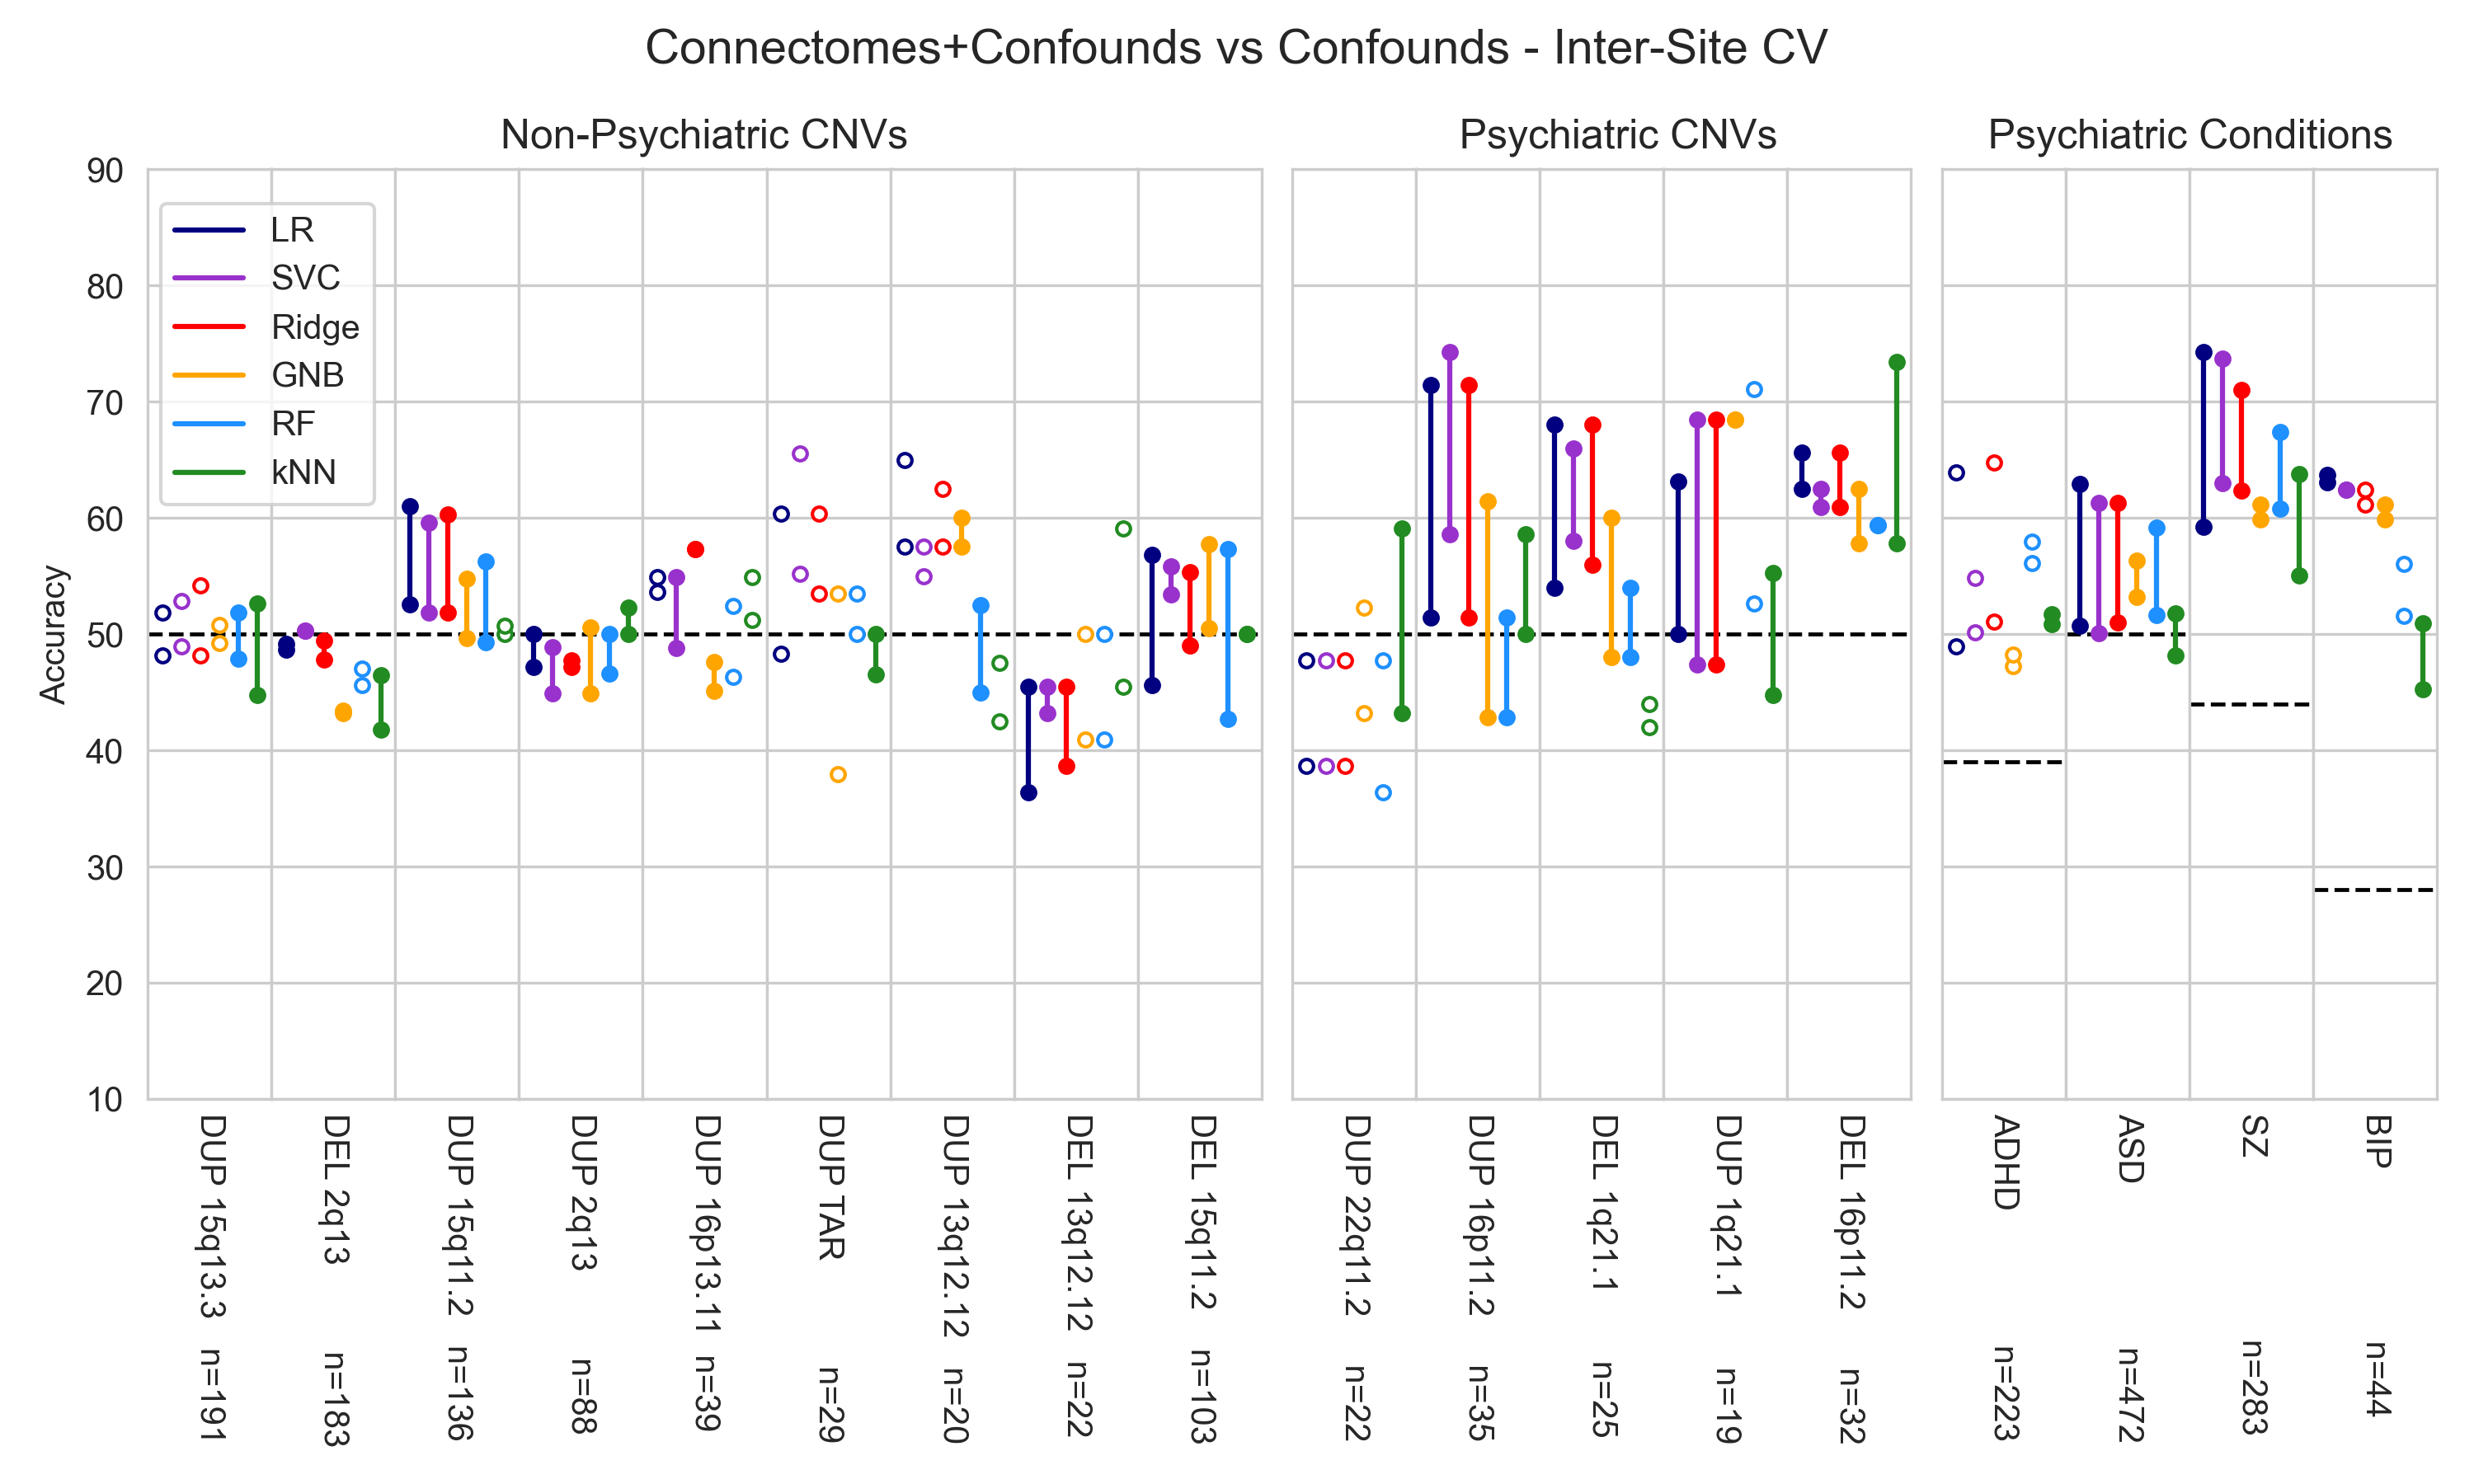 Connectomes+Confounds vs Confounds - Inter-Site CV
Non-Psychiatric CNVs
Psychiatric CNVs
Psychiatric Conditions
Accuracy
90
80
70
60
50
40
30
20
10
LR
SVC
Ridge
GNB
RF
kNN
DUP 15q13.3 n=191
DEL 2q13 n=183
DUP 15q11.2 n=136
DUP 2q13 n=88
DUP 16p13.11 n=39
DUP TAR n=29
DUP 13q12.12 n=20
DEL 13q12.12 n=22
DEL 15q11.2 n=103
DUP 22q11.2 n=22
DUP 16p11.2 n=35
DEL 1q21.1 n=25
DUP 1q21.1 n=19
DEL 16p11.2 n=32
ADHD n=223
ASD n=472
SZ n=283
BIP n=44